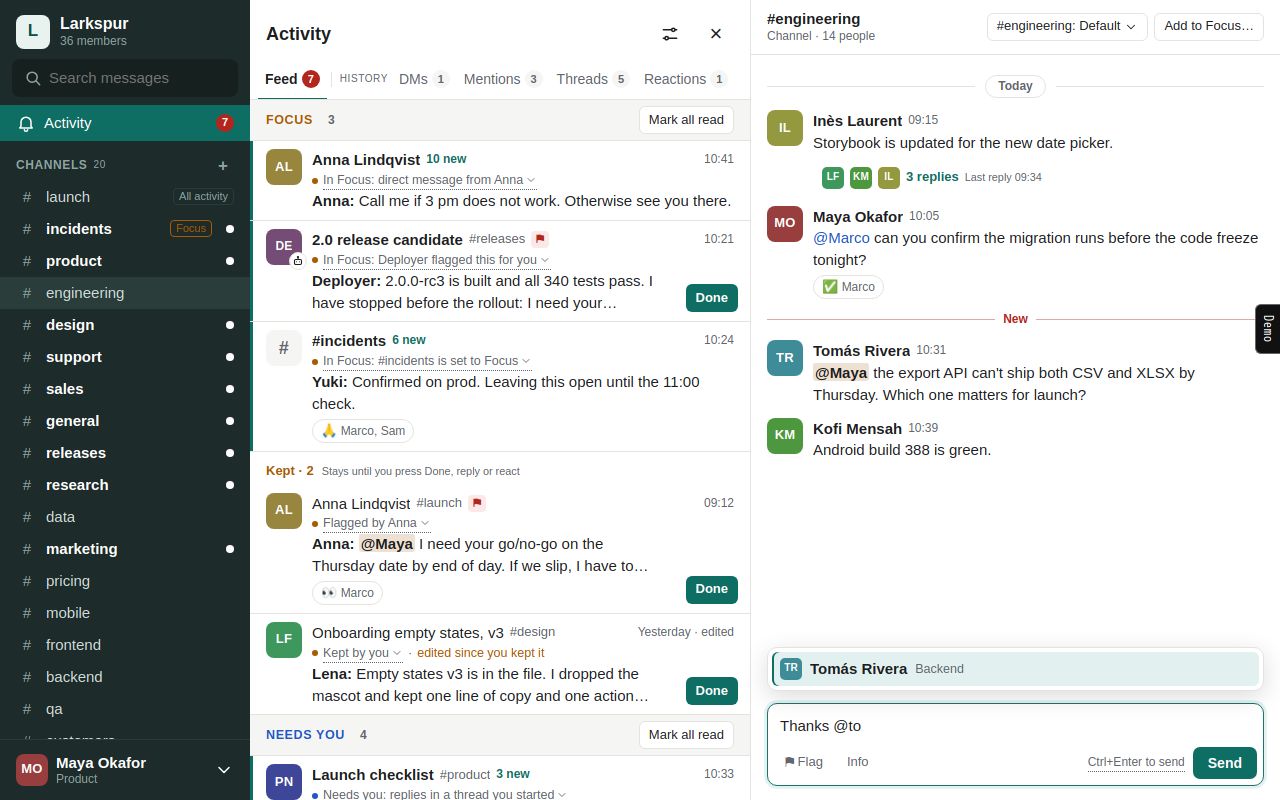 L
Larkspur
36 members
Search messages
Activity
7
CHANNELS 20
+
# launch
All activity
# incidents
Focus
# product
# engineering
# design
# support
# sales
# general
# releases
# research
# data
# marketing
# pricing
# mobile
# frontend
# backend
# qa
# customers
MO
Maya Okafor
Product
Activity
Feed 7
HISTORY
DMs 1
Mentions 3
Threads 5
Reactions 1
FOCUS 3
Mark all read
AL
Anna Lindqvist 10 new
10:41
In Focus: direct message from Anna
Anna: Call me if 3 pm does not work. Otherwise see you there.
DE
2.0 release candidate #releases
10:21
In Focus: Deployer flagged this for you
Deployer: 2.0.0-rc3 is built and all 340 tests pass. I
have stopped before the rollout: I need your…
Done
#
#incidents 6 new
10:24
In Focus: #incidents is set to Focus
Yuki: Confirmed on prod. Leaving this open until the 11:00
check.
🙏 Marco, Sam
Kept · 2 Stays until you press Done, reply or react
AL
Anna Lindqvist #launch
09:12
Flagged by Anna
Anna: @Maya I need your go/no-go on the
Thursday date by end of day. If we slip, I have to…
👀 Marco
Done
LF
Onboarding empty states, v3 #design
Yesterday · edited
Kept by you · edited since you kept it
Lena: Empty states v3 is in the file. I dropped the
mascot and kept one line of copy and one action…
Done
NEEDS YOU 4
Mark all read
PN
Launch checklist #product 3 new
10:33
Needs you: replies in a thread you started
#engineering
Channel · 14 people
#engineering: Default
Add to Focus…
Today
IL
Inès Laurent 09:15
Storybook is updated for the new date picker.
LF KM IL 3 replies Last reply 09:34
MO
Maya Okafor 10:05
@Marco can you confirm the migration runs before the code freeze
tonight?
✅ Marco
New
Demo
TR
Tomás Rivera 10:31
@Maya the export API can't ship both CSV and XLSX by
Thursday. Which one matters for launch?
KM
Kofi Mensah 10:39
Android build 388 is green.
TR
Tomás Rivera Backend
Thanks @to
Flag
Info
Ctrl+Enter to send
Send